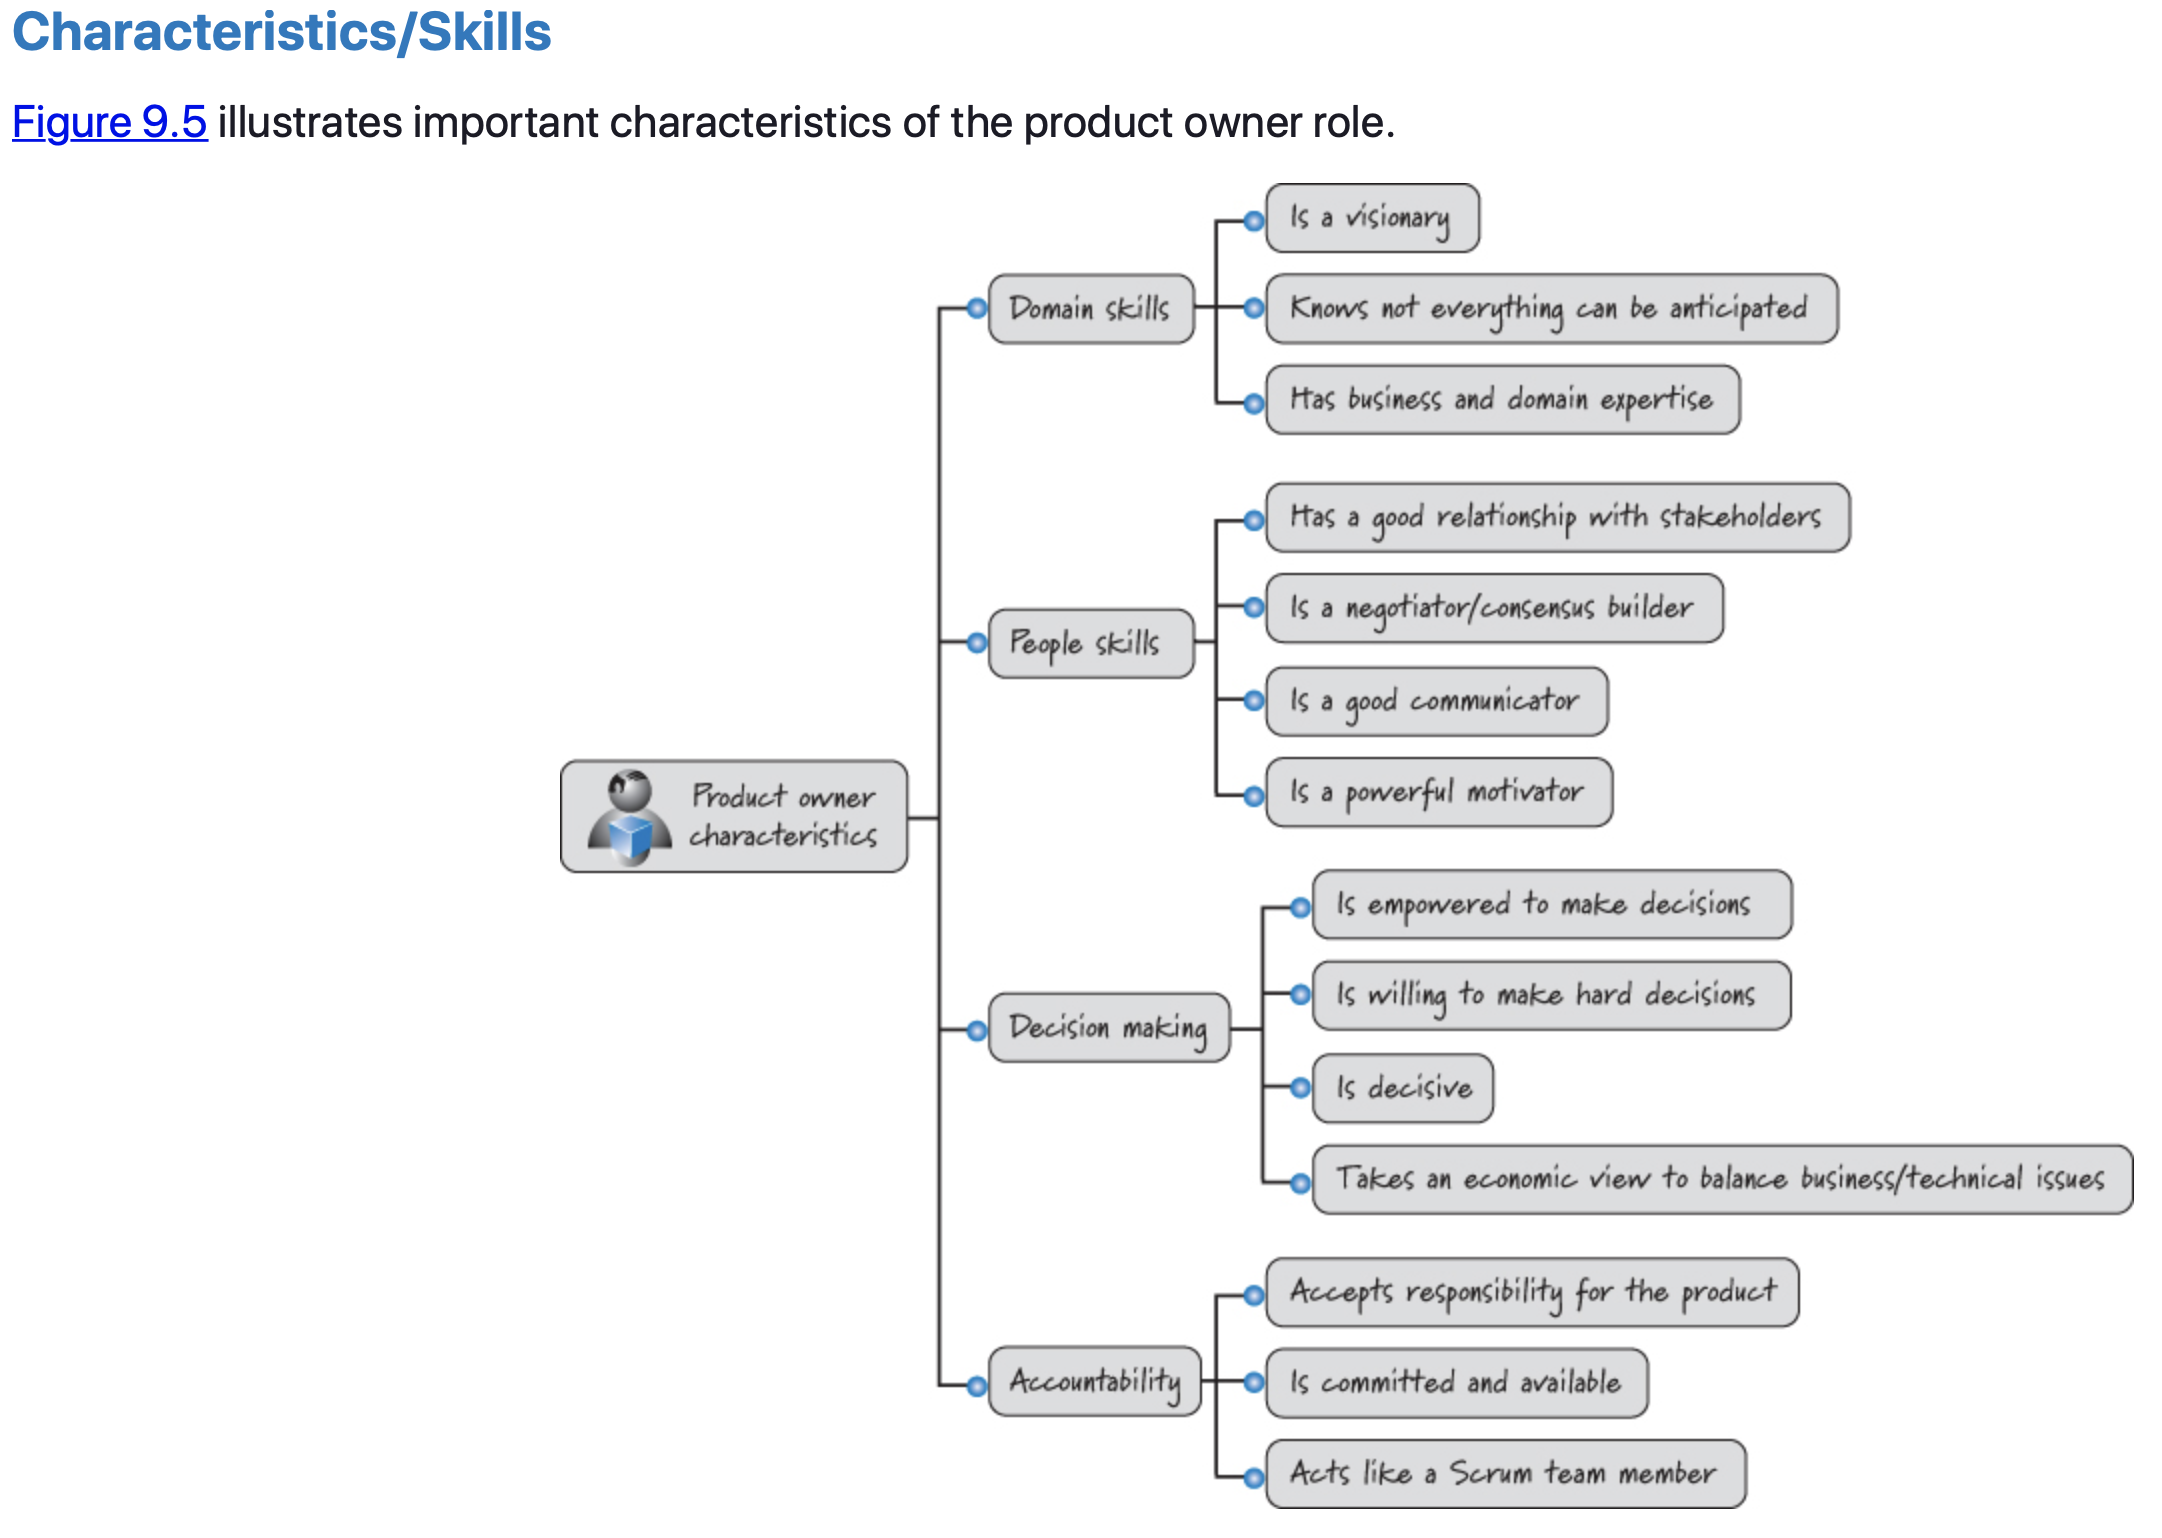 Characteristics/Skills
Figure 9.5 illustrates important characteristics of the product owner role.
Product owner
characteristics
Domain skills
Is a visionary
Knows not everything can be anticipated
Has business and domain expertise
People skills
Has a good relationship with stakeholders
Is a negotiator/consensus builder
Is a good communicator
Is a powerful motivator
Decision making
Is empowered to make decisions
Is willing to make hard decisions
Is decisive
Takes an economic view to balance business/technical issues
Accountability
Accepts responsibility for the product
Is committed and available
Acts like a Scrum team member